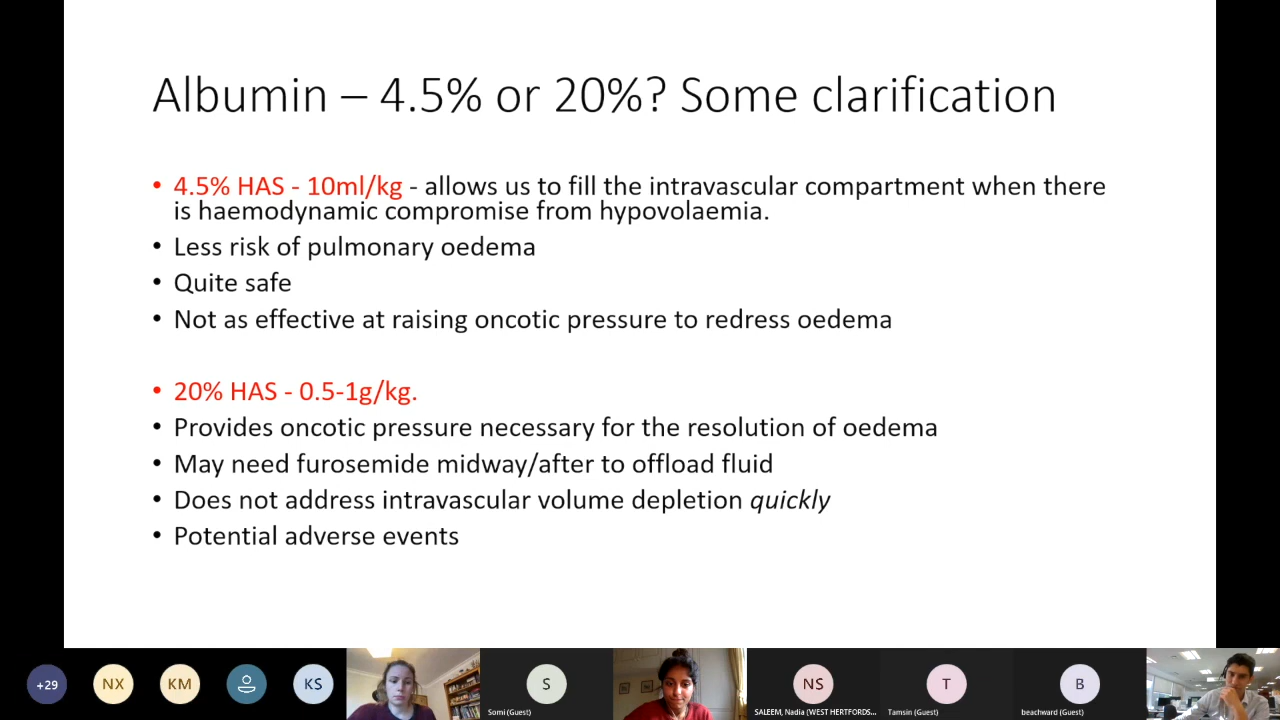 Albumin – 4.5% or 20%? Some clarification
• 4.5% HAS - 10ml/kg - allows us to fill the intravascular compartment when there
is haemodynamic compromise from hypovolaemia.
• Less risk of pulmonary oedema
• Quite safe
• Not as effective at raising oncotic pressure to redress oedema
• 20% HAS - 0.5-1g/kg.
• Provides oncotic pressure necessary for the resolution of oedema
• May need furosemide midway/after to offload fluid
• Does not address intravascular volume depletion quickly
• Potential adverse events
+29
NX
KM
KS
S
Somi (Guest)
NS
SALEEM, Nadia (WEST HERTFORDS...
T
Tamsin (Guest)
B
beachward (Guest)